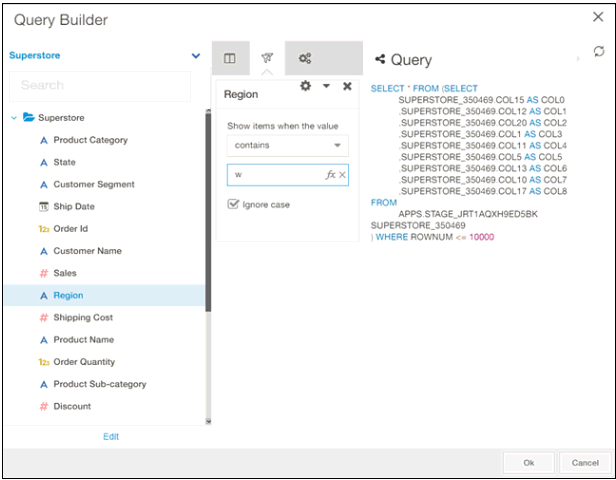 Query Builder
Superstore
Search
Superstore
A Product Category
A State
A Customer Segment
15 Ship Date
123 Order Id
A Customer Name
# Sales
A Region
# Shipping Cost
A Product Name
123 Order Quantity
A Product Sub-category
# Discount
Edit
Region
Show items when the value
contains
w fx
Ignore case
Query
SELECT * FROM (SELECT
SUPERSTORE_350469.COL15 AS COL0
,SUPERSTORE_350469.COL12 AS COL1
,SUPERSTORE_350469.COL20 AS COL2
,SUPERSTORE_350469.COL1 AS COL3
,SUPERSTORE_350469.COL11 AS COL4
,SUPERSTORE_350469.COL5 AS COL5
,SUPERSTORE_350469.COL13 AS COL6
,SUPERSTORE_350469.COL10 AS COL7
,SUPERSTORE_350469.COL17 AS COL8
FROM
APPS.STAGE_JRT1AQXH9ED5BK
SUPERSTORE_350469
) WHERE ROWNUM <= 10000
Ok
Cancel